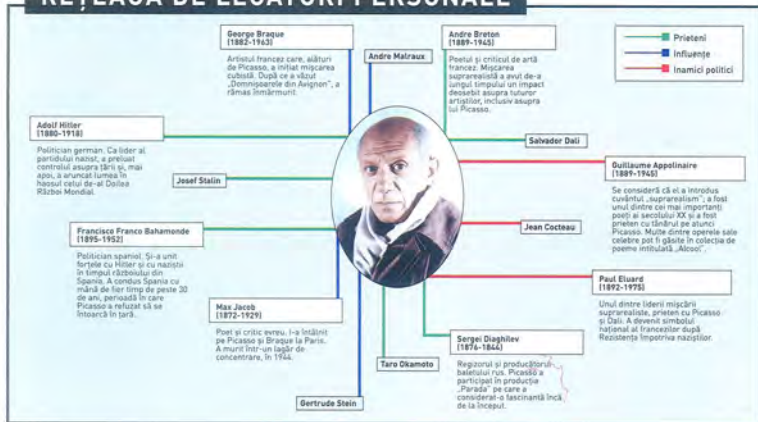 REȚEAUA DE LEGĂTURI PERSONALE
George Braque
(1882-1963)
Artistul francez care, alături
de Picasso, a inițiat mișcarea
cubistă. După ce a văzut
„Domnișoarele din Avignon", a
rămas înmărmurit.
Andre Malraux
Andre Breton
(1889-1945)
Poetul și criticul de artă
francez. Mișcarea
suprarealistă a avut de-a
lungul timpului un impact
deosebit asupra tuturor
artiștilor, inclusiv asupra
lui Picasso.
Prieteni
Influențe
Inamici politici
Adolf Hitler
(1880-1918)
Politician german. Ca lider al
partidului nazist, a preluat
controlul asupra țării și, mai
apoi, a aruncat lumea în
haosul celui de-al Doilea
Război Mondial.
Josef Stalin
Salvador Dali
Guillaume Appolinaire
(1889-1945)
Se consideră că el a introdus
cuvântul „suprarealism"; a fost
unul dintre cei mai importanți
poeți ai secolului XX și a fost
prieten cu tânărul pe atunci
Picasso. Multe dintre operele sale
celebre pot fi găsite în colecția de
poeme intitulată „Alcool".
Jean Cocteau
Francisco Franco Bahamonde
(1895-1952)
Politician spaniol. Și-a unit
forțele cu Hitler și cu naziștii
în timpul războiului din
Spania. A condus Spania cu
mână de fier timp de peste 30
de ani, perioadă în care
Picasso a refuzat să se
întoarcă în țară.
Max Jacob
(1872-1929)
Poet și critic evreu. I-a întâlnit
pe Picasso și Braque la Paris.
A murit într-un lagăr de
concentrare, în 1944.
Gertrude Stein
Taro Okamoto
Sergei Diaghilev
(1876-1844)
Regizorul și producătorul
baletului rus. Picasso a
participat în producția
„Parada" pe care a
considerat-o fascinantă încă
de la început.
Paul Eluard
(1892-1975)
Unul dintre liderii mișcării
suprarealiste, prieten cu Picasso
și Dali. A devenit simbolul
național al francezilor după
Rezistența împotriva naziștilor.